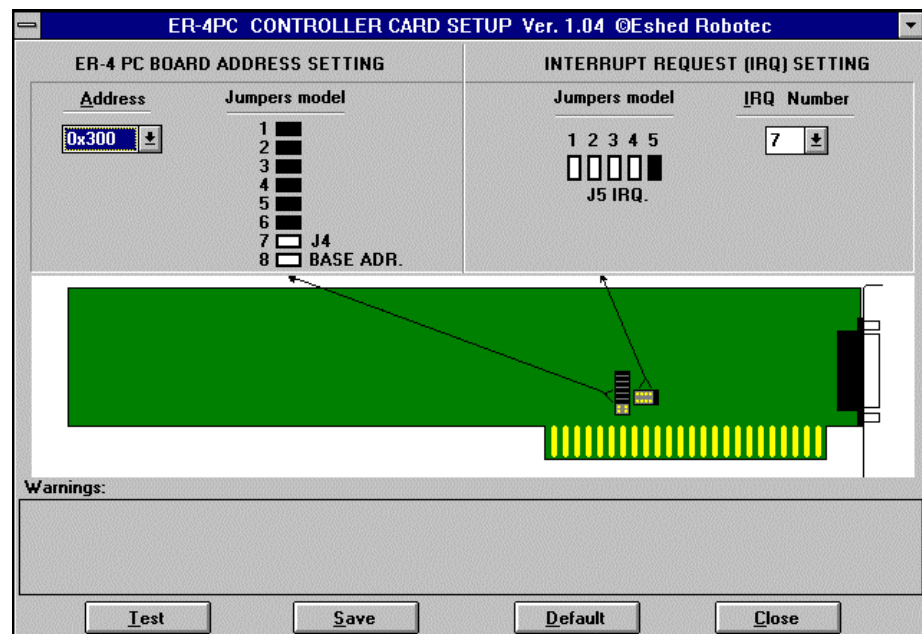 ER-4PC CONTROLLER CARD SETUP Ver. 1.04 ©Eshed Robotec
ER-4 PC BOARD ADDRESS SETTING
Address
Jumpers model
0x300
1
2
3
4
5
6
7 J4
8 BASE ADR.
INTERRUPT REQUEST (IRQ) SETTING
Jumpers model
IRQ Number
1 2 3 4 5
7
J5 IRQ.
Warnings:
Test
Save
Default
Close